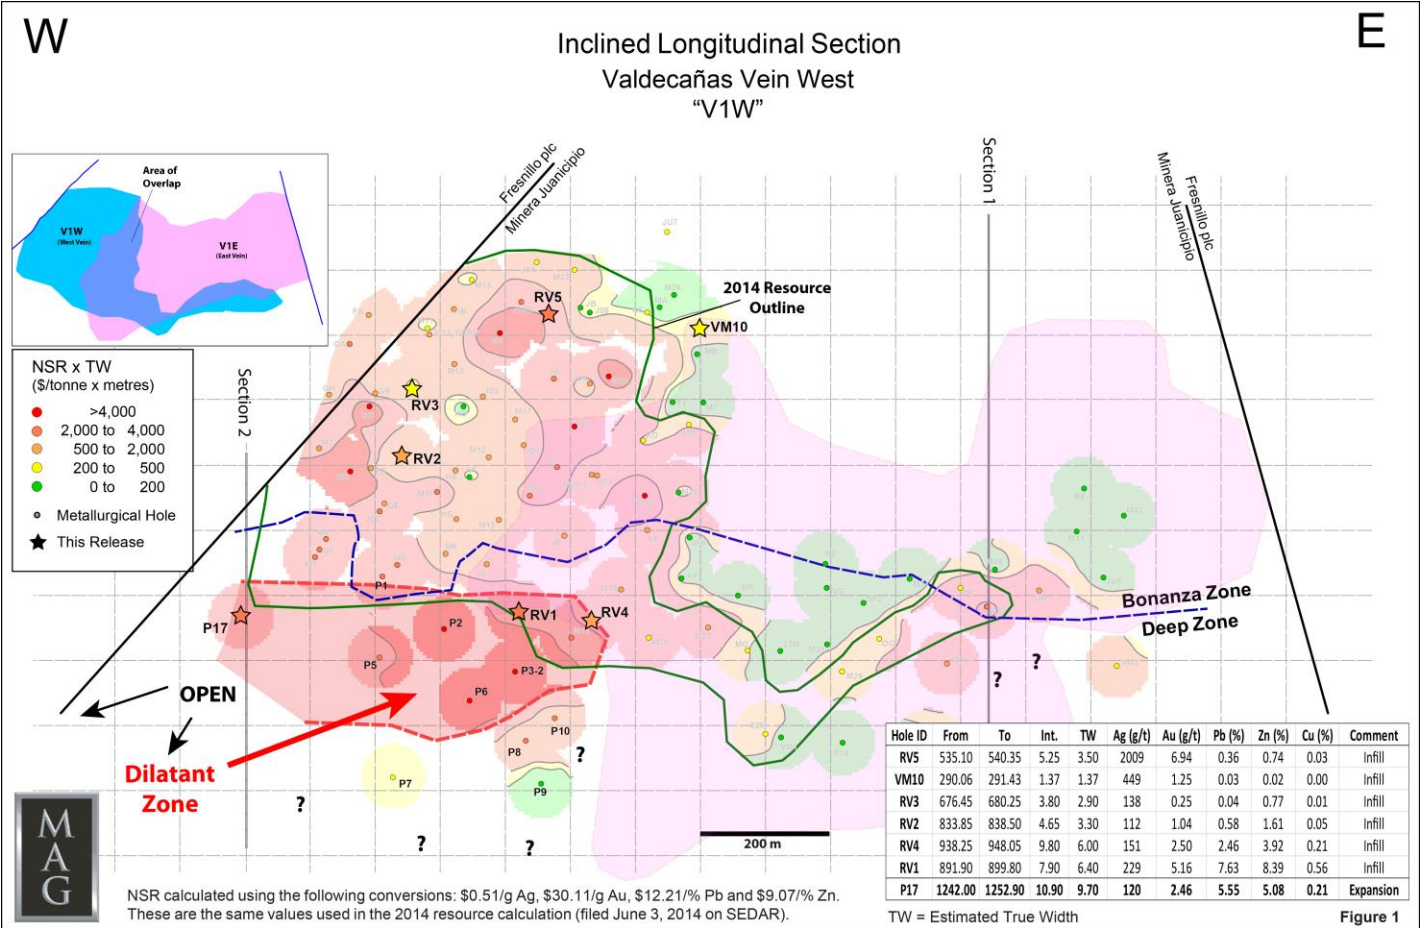 W
E
Inclined Longitudinal Section
Valdecañas Vein West
“V1W”
Fresnillo plc
Minera Juanicipio
Section 1
Fresnillo plc
Minera Juanicipio
Area of
Overlap
V1W
(West Vein)
V1E
(East Vein)
JU7
2014 Resource
Outline
RV5
VM10
NSR x TW
($/tonne x metres)
>4,000
2,000 to 4,000
500 to 2,000
200 to 500
0 to 200
Metallurgical Hole
This Release
Section 2
RV3
RV2
P1
Bonanza Zone
Deep Zone
P17
RV1
RV4
P2
P5
P3-2
P6
P10
P8
P7
P9
OPEN
Dilatant
Zone
?
?
?
?
?
?
200 m
Hole ID From To Int. TW Ag (g/t) Au (g/t) Pb (%) Zn (%) Cu (%) Comment
RV5 535.10 540.35 5.25 3.50 2009 6.94 0.36 0.74 0.03 Infill
VM10 290.06 291.43 1.37 1.37 449 1.25 0.03 0.02 0.00 Infill
RV3 676.45 680.25 3.80 2.90 138 0.25 0.04 0.77 0.01 Infill
RV2 833.85 838.50 4.65 3.30 112 1.04 0.58 1.61 0.05 Infill
RV4 938.25 948.05 9.80 6.00 151 2.50 2.46 3.92 0.21 Infill
RV1 891.90 899.80 7.90 6.40 229 5.16 7.63 8.39 0.56 Infill
P17 1242.00 1252.90 10.90 9.70 120 2.46 5.55 5.08 0.21 Expansion
MAG
NSR calculated using the following conversions: $0.51/g Ag, $30.11/g Au, $12.21/% Pb and $9.07/% Zn.
These are the same values used in the 2014 resource calculation (filed June 3, 2014 on SEDAR).
TW = Estimated True Width
Figure 1